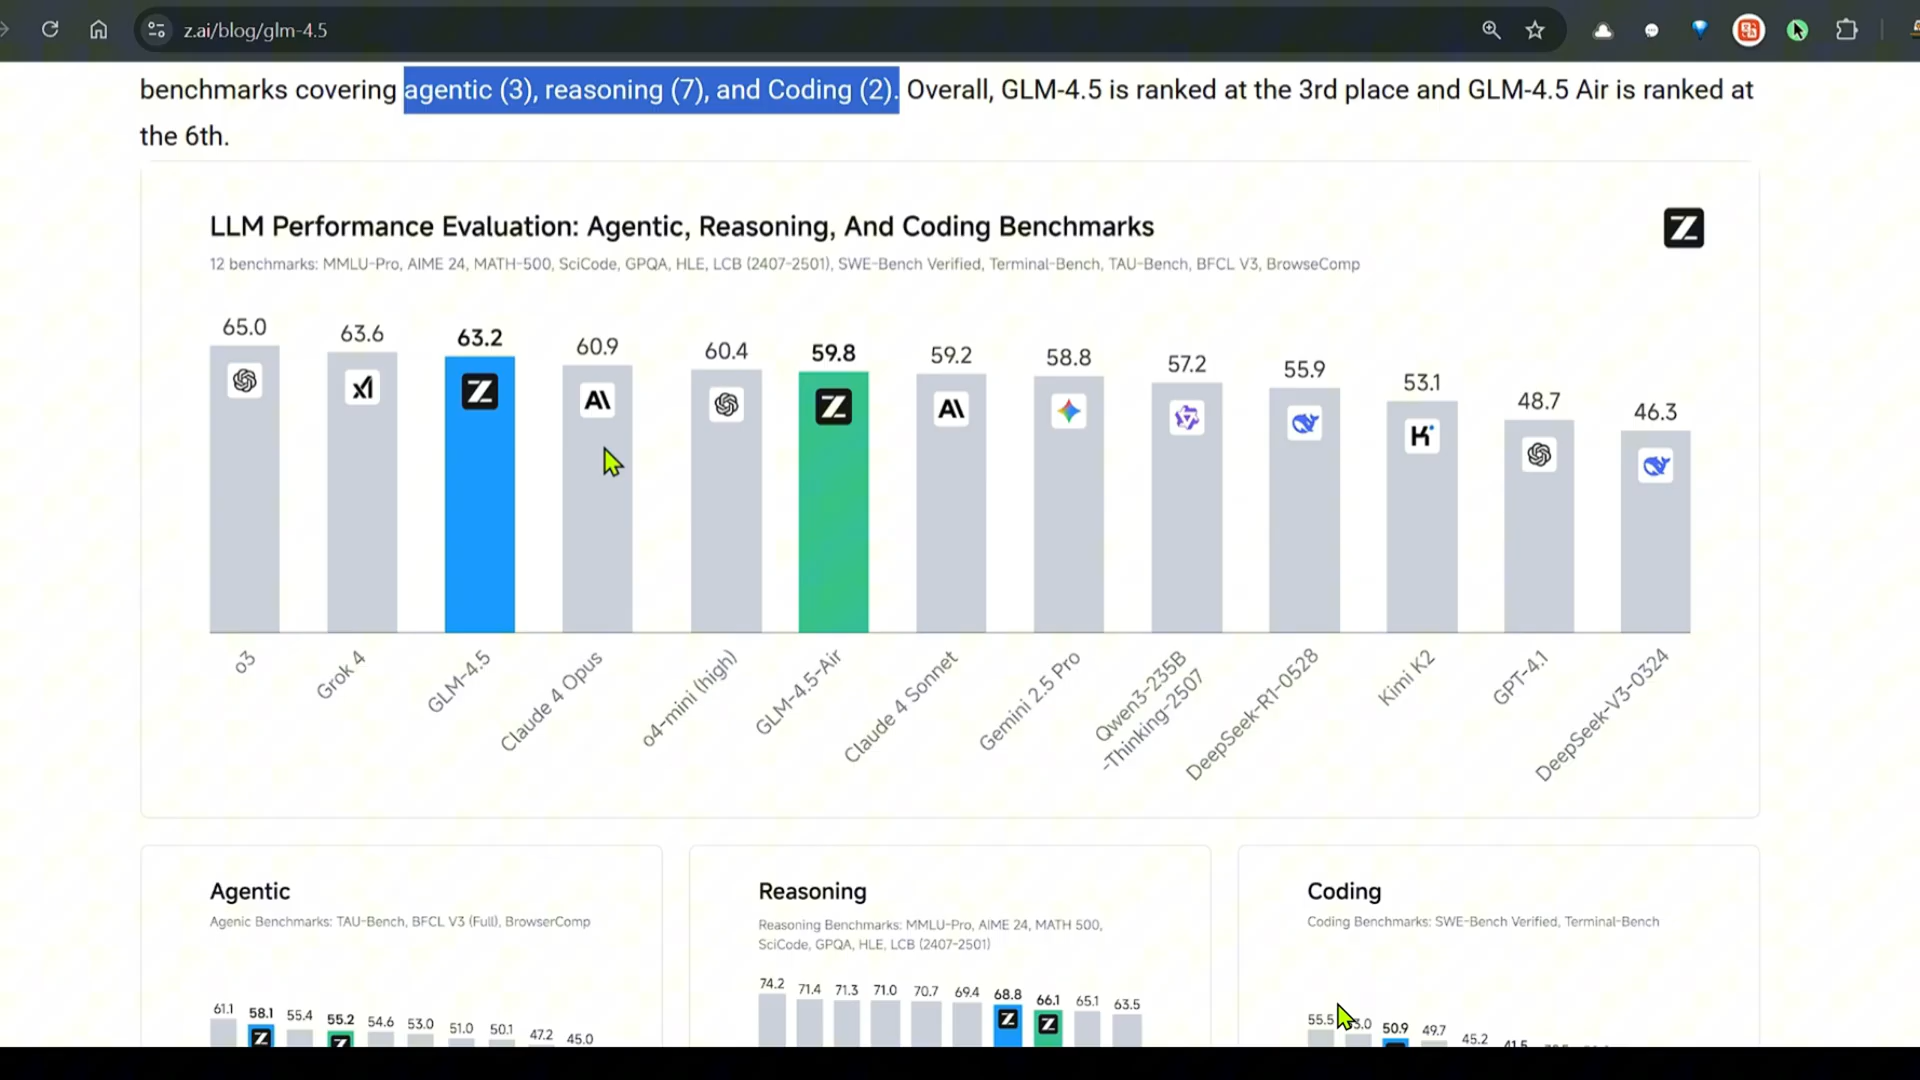 z.ai/blog/glm-4.5
benchmarks covering agentic (3), reasoning (7), and Coding (2). Overall, GLM-4.5 is ranked at the 3rd place and GLM-4.5 Air is ranked at
the 6th.
LLM Performance Evaluation: Agentic, Reasoning, And Coding Benchmarks
12 benchmarks: MMLU-Pro, AIME 24, MATH-500, SciCode, GPQA, HLE, LCB (2407-2501), SWE-Bench Verified, Terminal-Bench, TAU-Bench, BFCL V3, BrowseComp
65.0 63.6 63.2 60.9 60.4 59.8 59.2 58.8 57.2 55.9 53.1 48.7 46.3
o3
Grok 4
GLM-4.5
Claude 4 Opus
o4-mini (high)
GLM-4.5-Air
Claude 4 Sonnet
Gemini 2.5 Pro
Qwen3-235B
-Thinking-2507
DeepSeek-R1-0528
Kimi K2
GPT-4.1
DeepSeek-V3-0324
Agentic
Agenic Benchmarks: TAU-Bench, BFCL V3 (Full), BrowserComp
61.1 58.1 55.4 55.2 54.6 53.0 51.0 50.1 47.2 45.0
Reasoning
Reasoning Benchmarks: MMLU-Pro, AIME 24, MATH 500,
SciCode, GPQA, HLE, LCB (2407-2501)
74.2 71.4 71.3 71.0 70.7 69.4 68.8 66.1 65.1 63.5
Coding
Coding Benchmarks: SWE-Bench Verified, Terminal-Bench
55.5 50.9 49.7 45.2